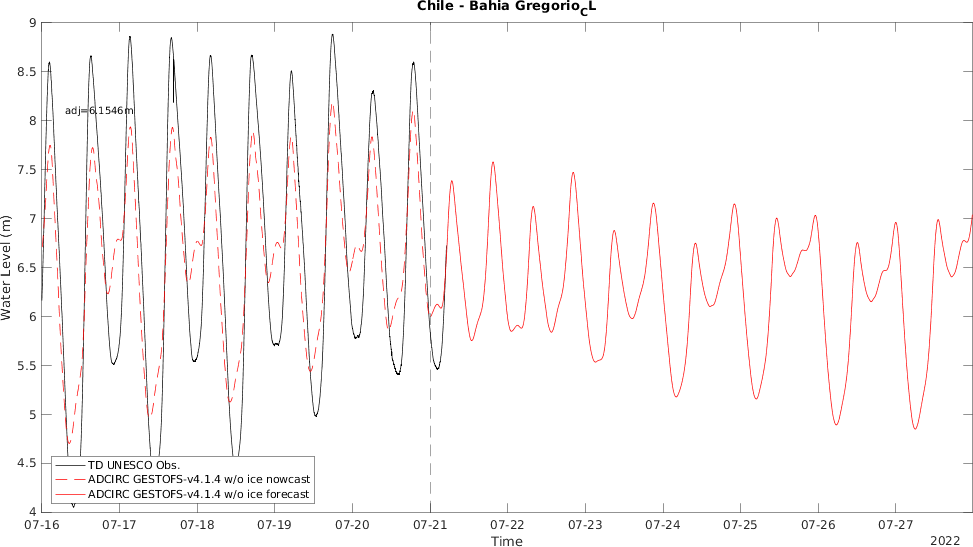 Chile - Bahia Gregorio_CL
9
8.5
8
7.5
7
6.5
6
5.5
5
4.5
4
Water Level (m)
adj=6.1546m
TD UNESCO Obs.
ADCIRC GESTOFS-v4.1.4 w/o ice nowcast
ADCIRC GESTOFS-v4.1.4 w/o ice forecast
07-16 07-17 07-18 07-19 07-20 07-21 07-22 07-23 07-24 07-25 07-26 07-27
Time
2022